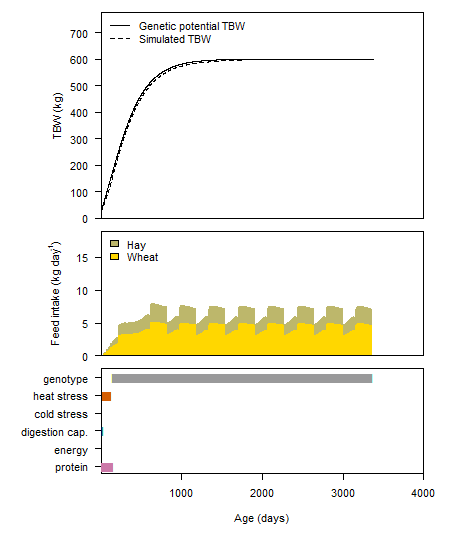 Genetic potential TBW
Simulated TBW
700
600
500
400
300
200
100
0
TBW (kg)
Hay
Wheat
15
10
5
0
Feed intake (kg day-1)
genotype
heat stress
cold stress
digestion cap.
energy
protein
1000 2000 3000 4000
Age (days)